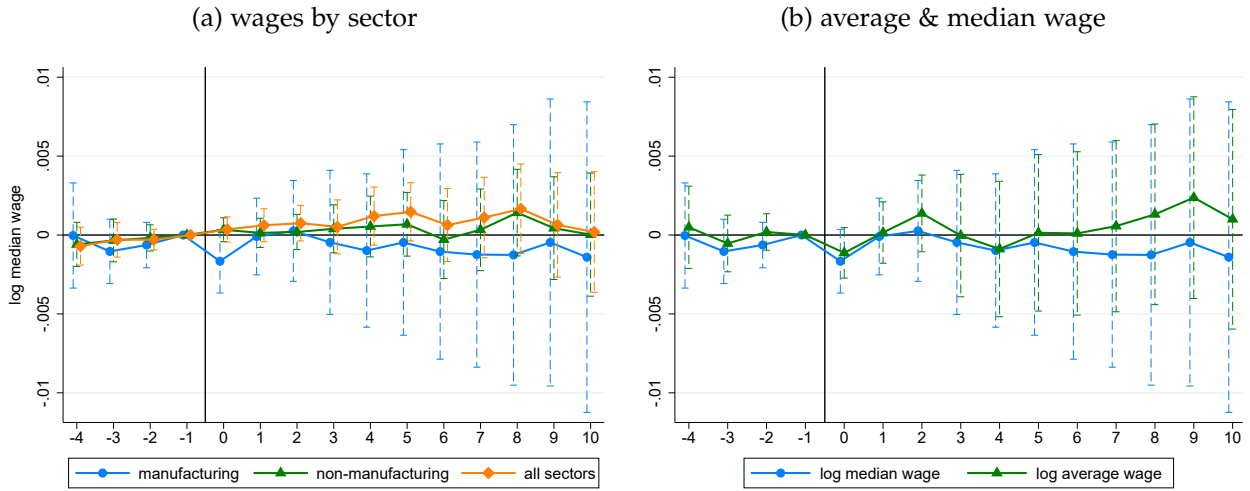 (a) wages by sector
(b) average & median wage
log median wage
.01
.005
0
-.005
-.01
-4 -3 -2 -1 0 1 2 3 4 5 6 7 8 9 10
manufacturing non-manufacturing all sectors
.01
.005
0
-.005
-.01
-4 -3 -2 -1 0 1 2 3 4 5 6 7 8 9 10
log median wage log average wage